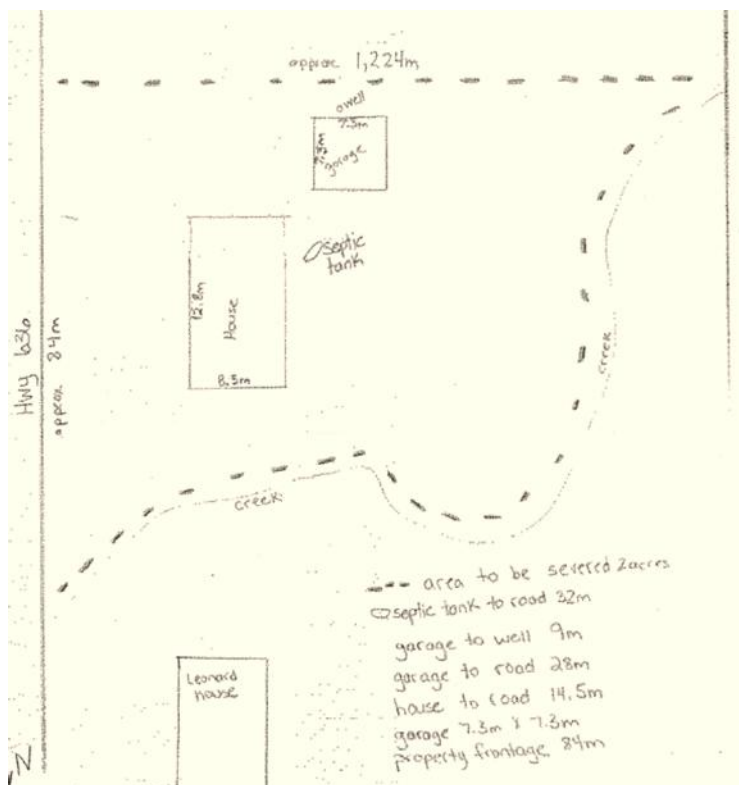 approx 1,224m
owell
7.3m
7.3m
garage
septic
tank
12.8m
House
8.5m
Hwy 636
approx 84m
creek
creek
area to be severed 2acres
septic tank to road 32m
garage to well 9m
garage to road 28m
house to road 14.5m
garage 7.3m x 7.3m
property frontage 84m
Leonard
house
N